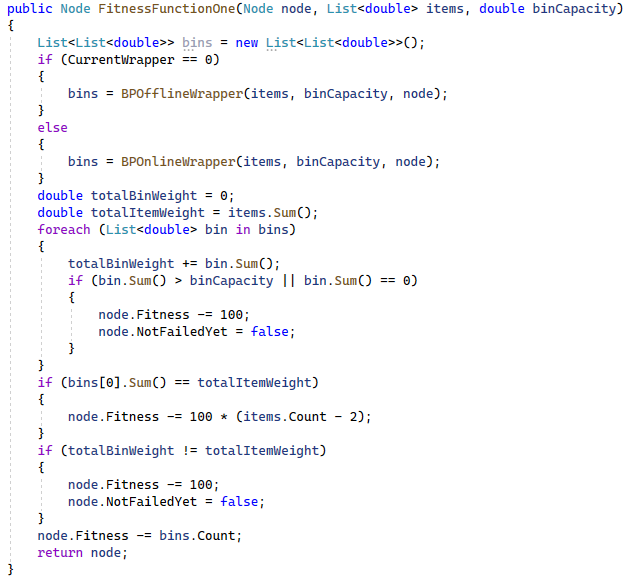 public Node FitnessFunctionOne(Node node, List<double> items, double binCapacity)
{
    List<List<double>> bins = new List<List<double>>();
    if (CurrentWrapper == 0)
    {
        bins = BPOfflineWrapper(items, binCapacity, node);
    }
    else
    {
        bins = BPOnlineWrapper(items, binCapacity, node);
    }
    double totalBinWeight = 0;
    double totalItemWeight = items.Sum();
    foreach (List<double> bin in bins)
    {
        totalBinWeight += bin.Sum();
        if (bin.Sum() > binCapacity || bin.Sum() == 0)
        {
            node.Fitness -= 100;
            node.NotFailedYet = false;
        }
    }
    if (bins[0].Sum() == totalItemWeight)
    {
        node.Fitness -= 100 * (items.Count - 2);
    }
    if (totalBinWeight != totalItemWeight)
    {
        node.Fitness -= 100;
        node.NotFailedYet = false;
    }
    node.Fitness -= bins.Count;
    return node;
}